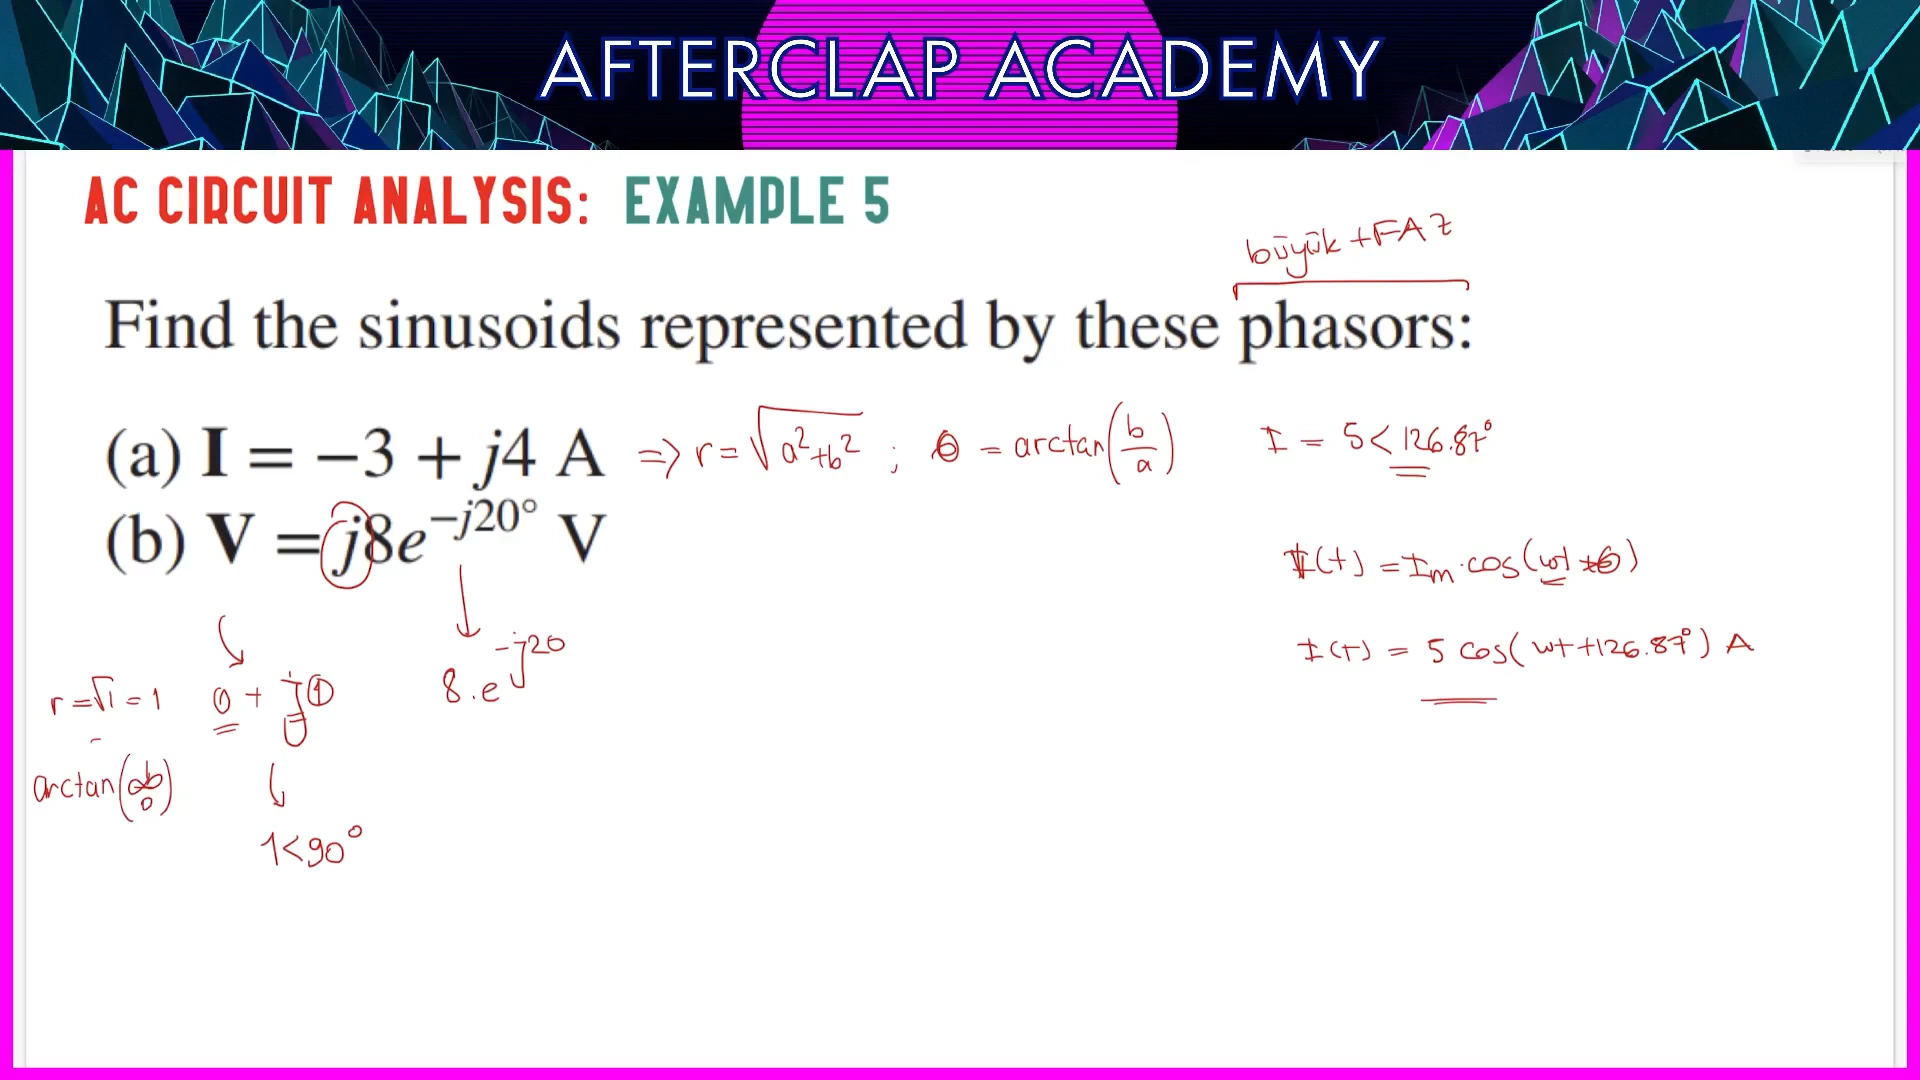 AFTERCLAP ACADEMY
AC CIRCUIT ANALYSIS: EXAMPLE 5
büyük + FAZ
Find the sinusoids represented by these phasors:
(a) I = −3 + j4 A ⇒ r = √(a²+b²) ; θ = arctan(b/a) I = 5<126.87°
(b) V = j8e^(−j20°) V
I(t) = Im.cos(wt+θ)
8.e^(-j20)
I(t) = 5 cos(wt+126.87°) A
r = √1 = 1 0 + j1
arctan(b/0)
1<90°